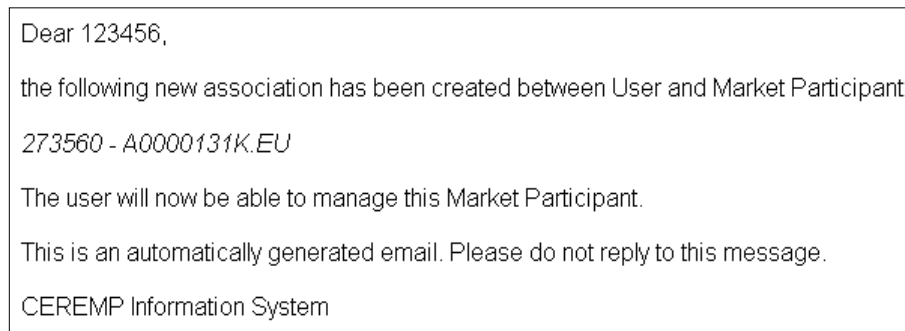 Dear 123456,
the following new association has been created between User and Market Participant
273560 - A0000131K.EU
The user will now be able to manage this Market Participant.
This is an automatically generated email. Please do not reply to this message.
CEREMP Information System